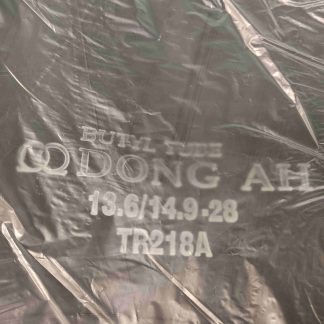 BUTYL TUBE
DONG AH
13.6/14.9-28
TR218A